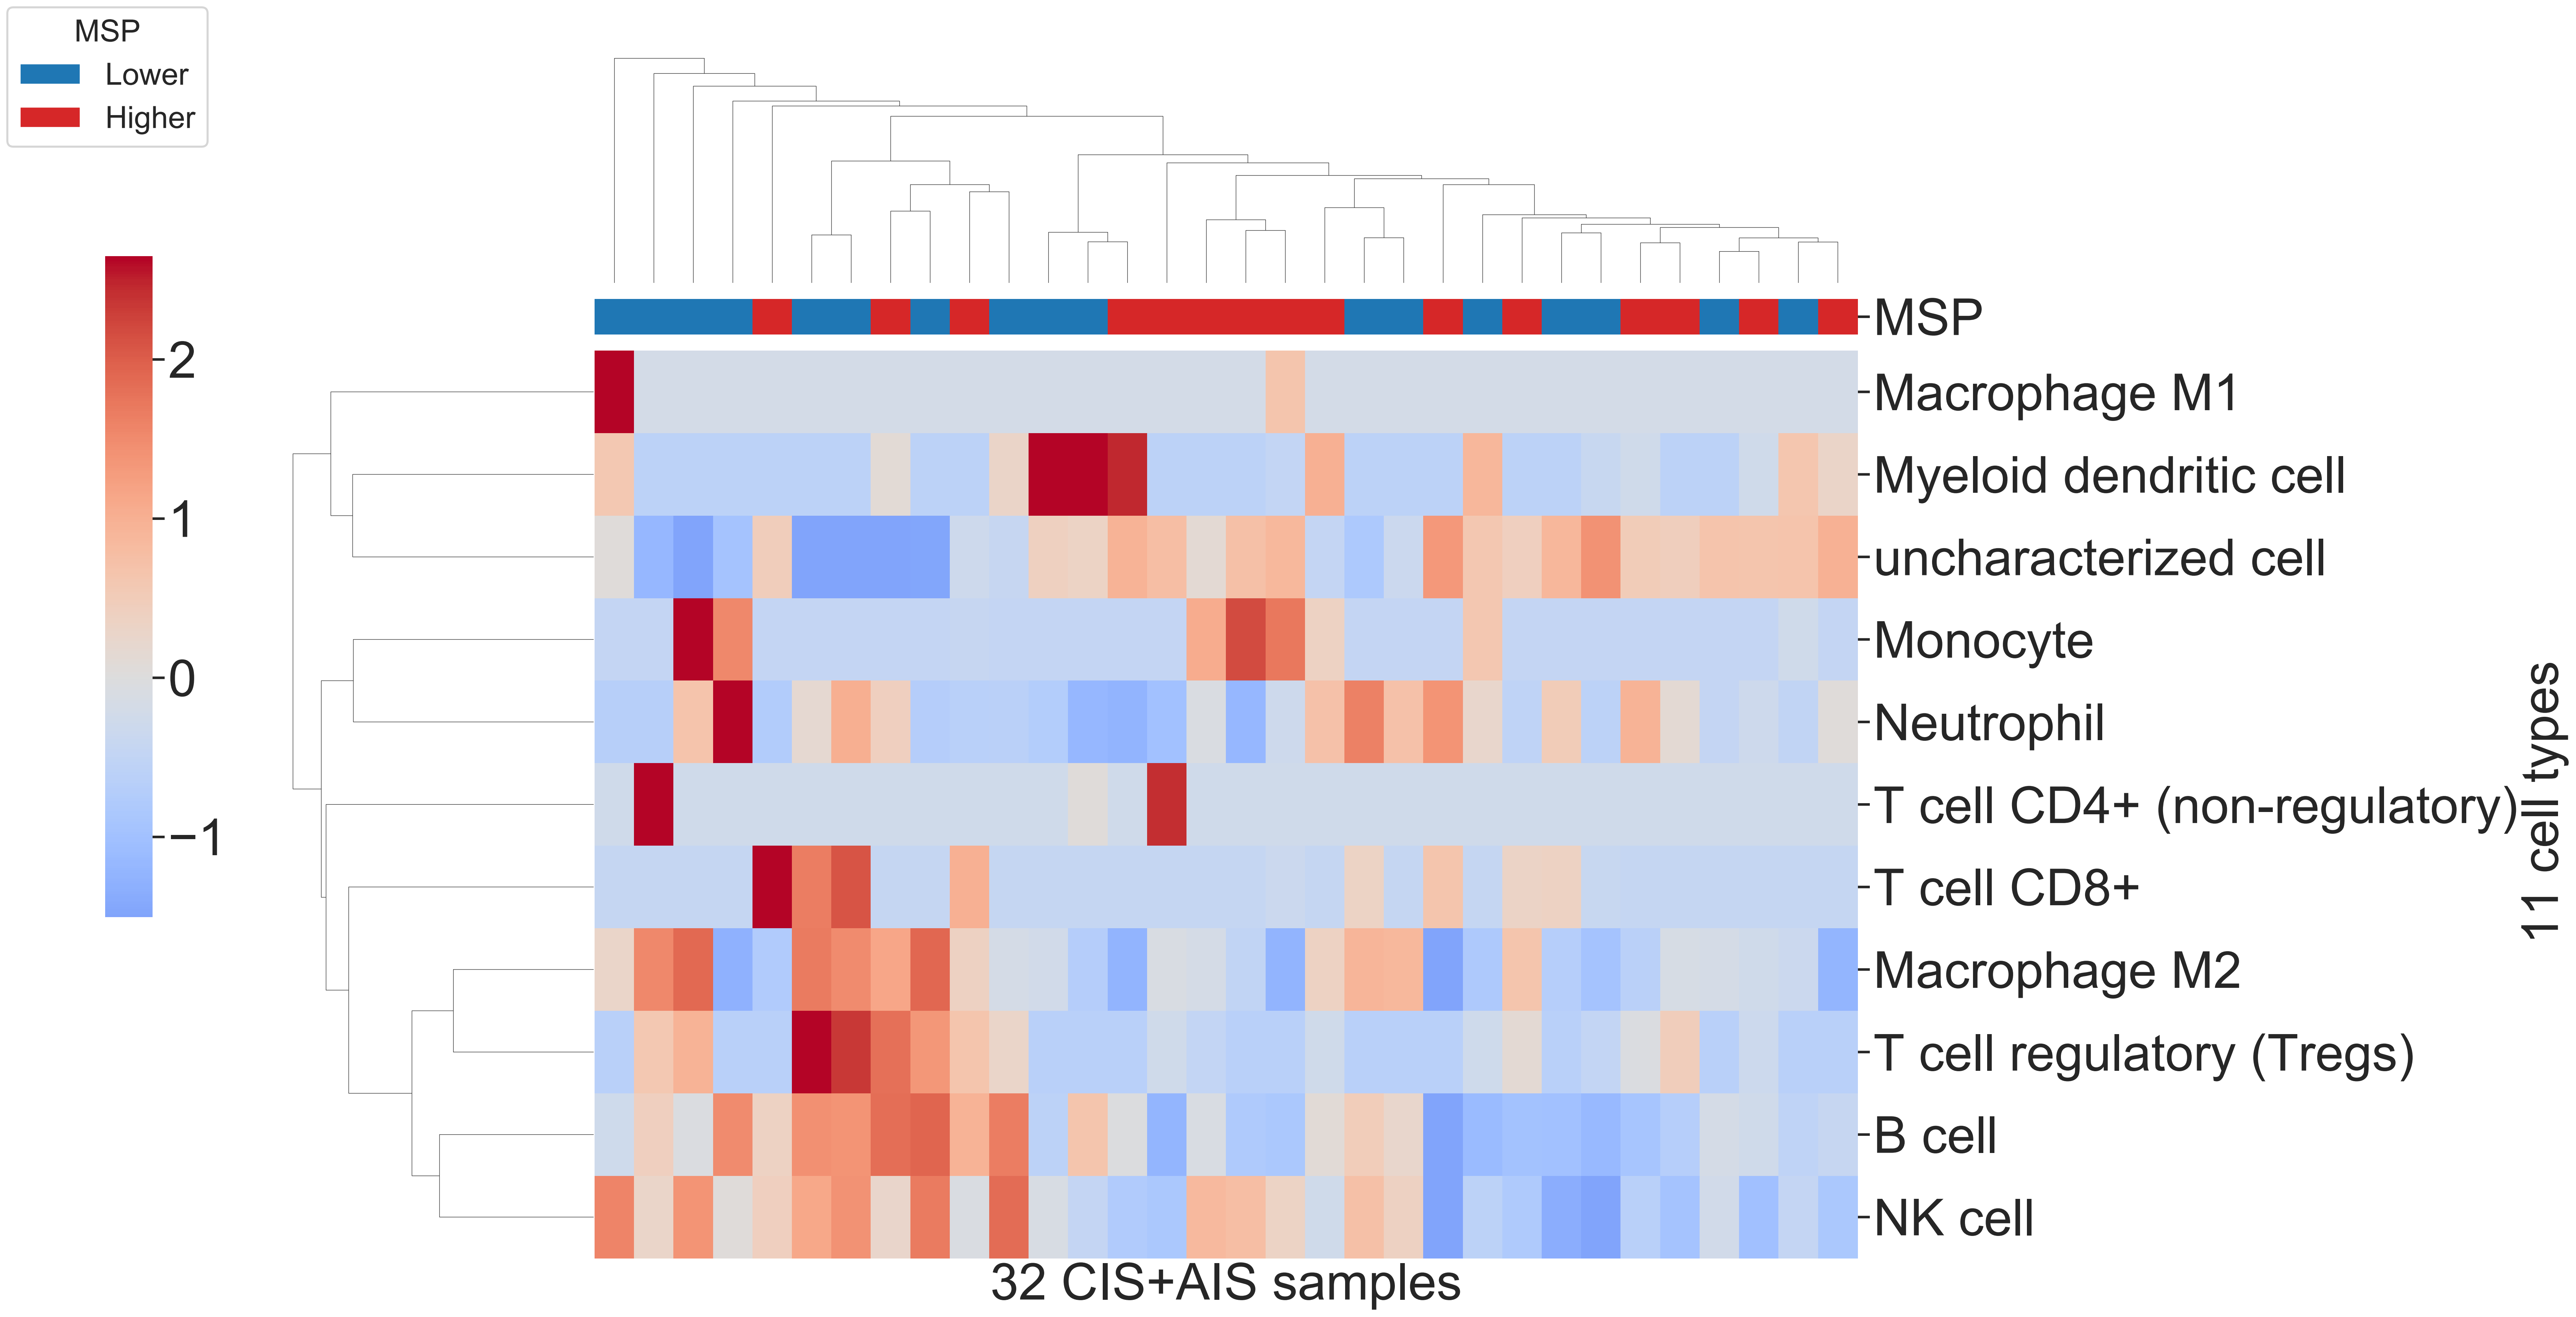 MSP
Lower
Higher
2
1
0
−1
MSP
Macrophage M1
Myeloid dendritic cell
uncharacterized cell
Monocyte
Neutrophil
T cell CD4+ (non-regulatory)
T cell CD8+
Macrophage M2
T cell regulatory (Tregs)
B cell
NK cell
11 cell types
32 CIS+AIS samples